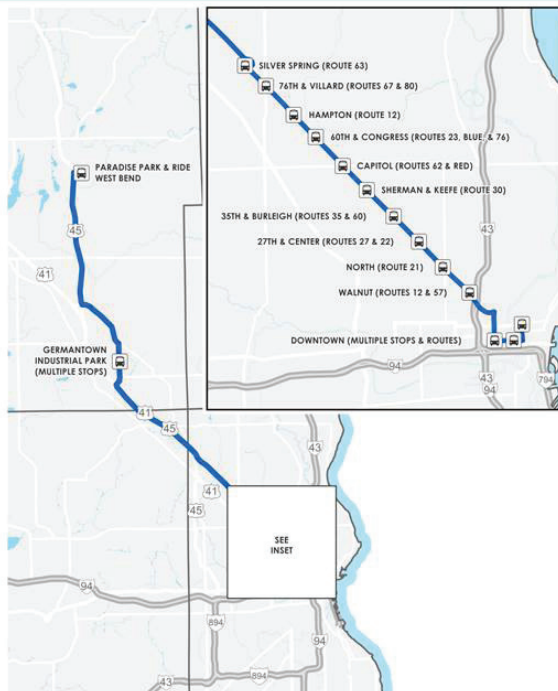 SILVER SPRING (ROUTE 63)
76TH & VILLARD (ROUTES 67 & 80)
HAMPTON (ROUTE 12)
60TH & CONGRESS (ROUTES 23, BLUE, & 76)
CAPITOL (ROUTES 62 & RED)
SHERMAN & KEEFE (ROUTE 30)
35TH & BURLEIGH (ROUTES 35 & 60)
43
27TH & CENTER (ROUTES 27 & 22)
NORTH (ROUTE 21)
WALNUT (ROUTES 12 & 57)
DOWNTOWN (MULTIPLE STOPS & ROUTES)
94
43
94
794
PARADISE PARK & RIDE
WEST BEND
45
41
GERMANTOWN
INDUSTRIAL PARK
(MULTIPLE STOPS)
41
45
43
41
45
SEE
INSET
94
894
94
43
894